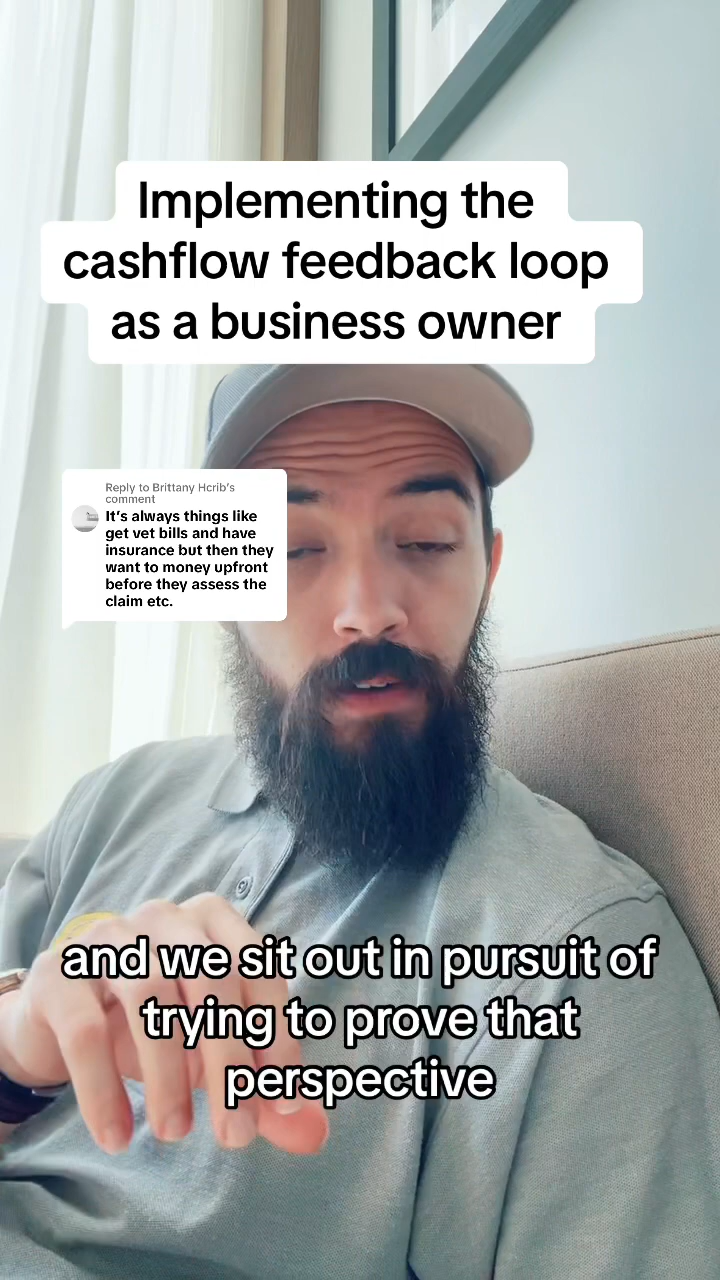 Implementing the
cashflow feedback loop
as a business owner
Reply to Brittany Hcrib's
comment
It's always things like
get vet bills and have
insurance but then they
want to money upfront
before they assess the
claim etc.
and we sit out in pursuit of
trying to prove that
perspective